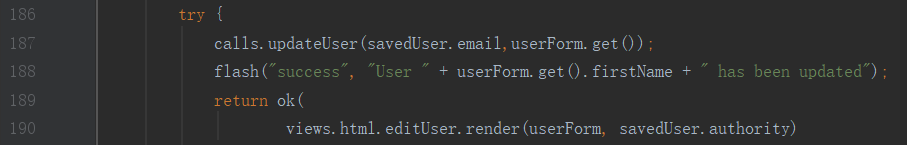 186 try {
187 calls.updateUser(savedUser.email,userForm.get());
188 flash("success", "User " + userForm.get().firstName + " has been updated");
189 return ok(
190 views.html.editUser.render(userForm, savedUser.authority)